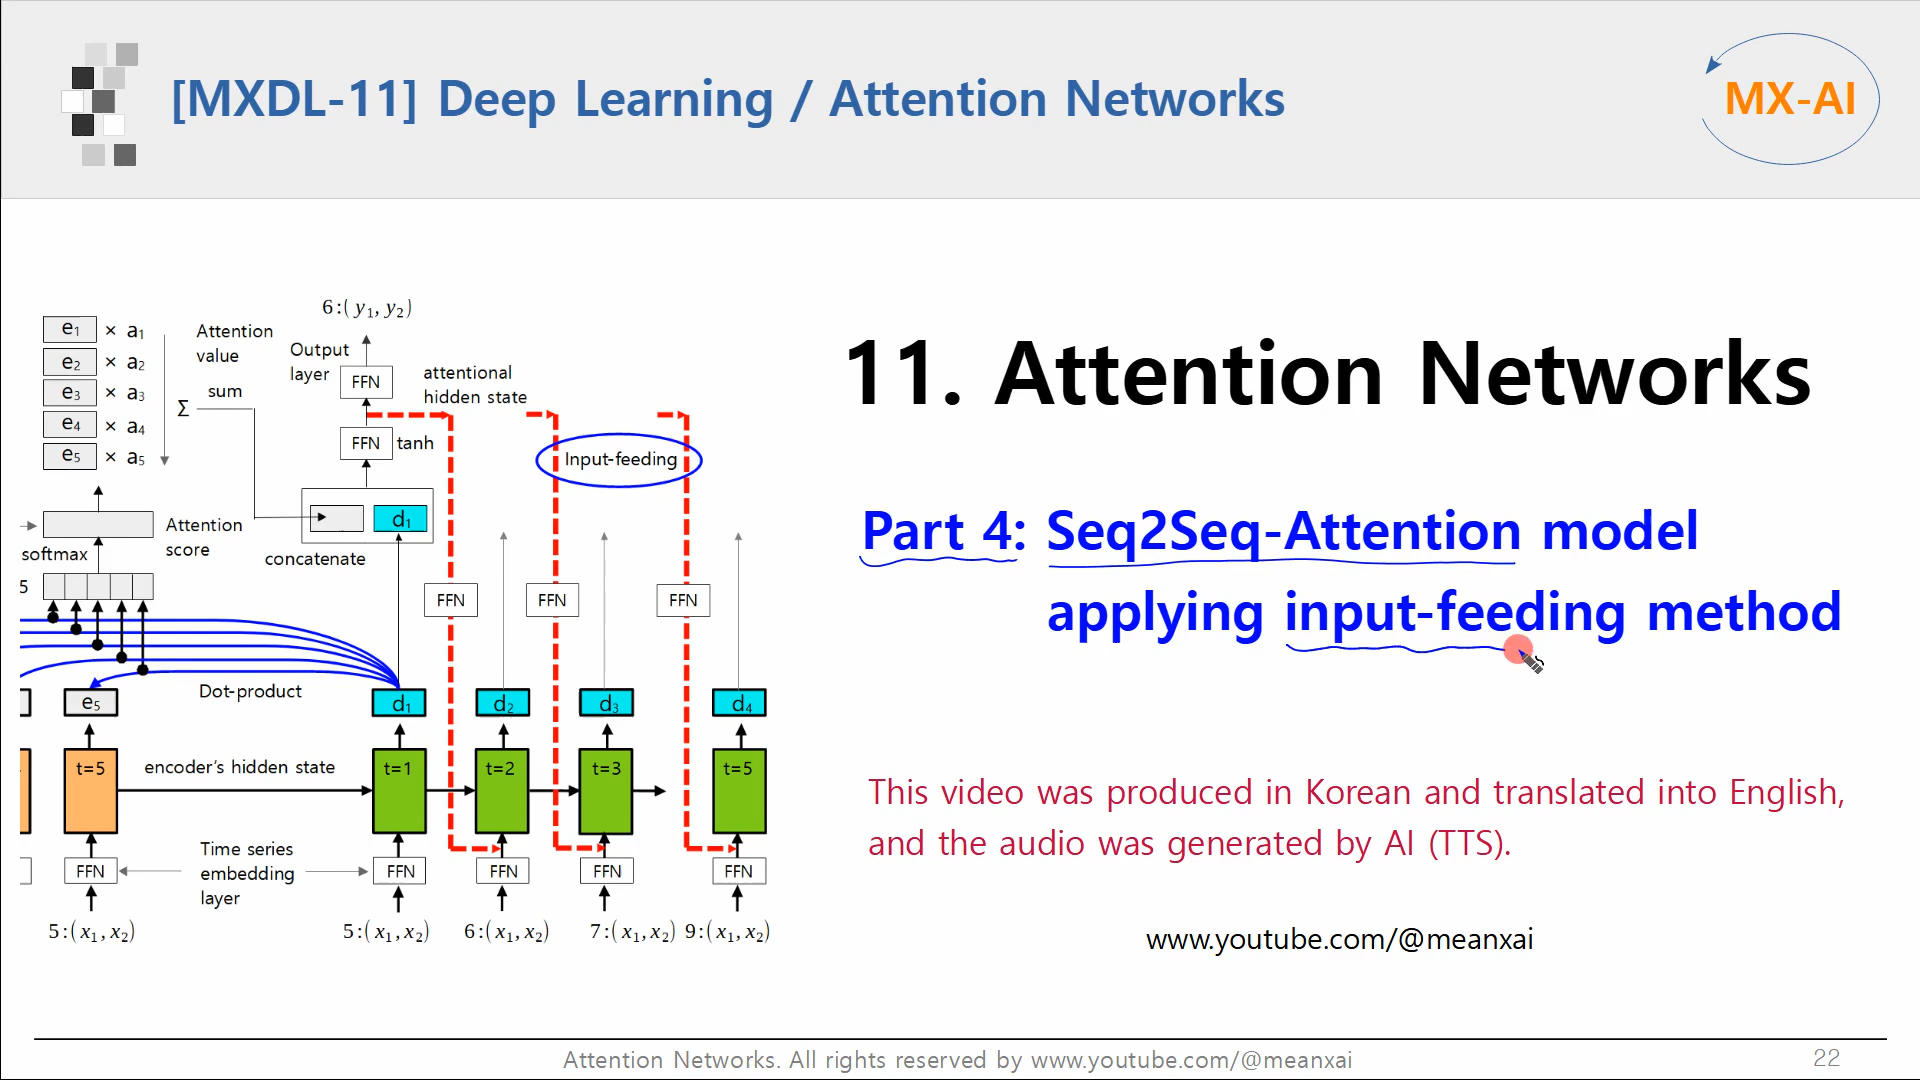 [MXDL-11] Deep Learning / Attention Networks
MX-AI
6:(y₁, y₂)
e₁ × a₁
e₂ × a₂
e₃ × a₃
e₄ × a₄
e₅ × a₅
Attention
value
sum
Σ
Output
layer
FFN
attentional
hidden state
FFN tanh
Input-feeding
d₁
concatenate
Attention
score
softmax
5
FFN FFN FFN
Dot-product
e₅ d₁ d₂ d₃ d₄
t=5 encoder's hidden state t=1 t=2 t=3 t=5
Time series
embedding
layer
FFN FFN FFN FFN FFN
5:(x₁, x₂) 5:(x₁, x₂) 6:(x₁, x₂) 7:(x₁, x₂) 9:(x₁, x₂)
11. Attention Networks
Part 4: Seq2Seq-Attention model
applying input-feeding method
This video was produced in Korean and translated into English,
and the audio was generated by AI (TTS).
www.youtube.com/@meanxai
Attention Networks. All rights reserved by www.youtube.com/@meanxai
22